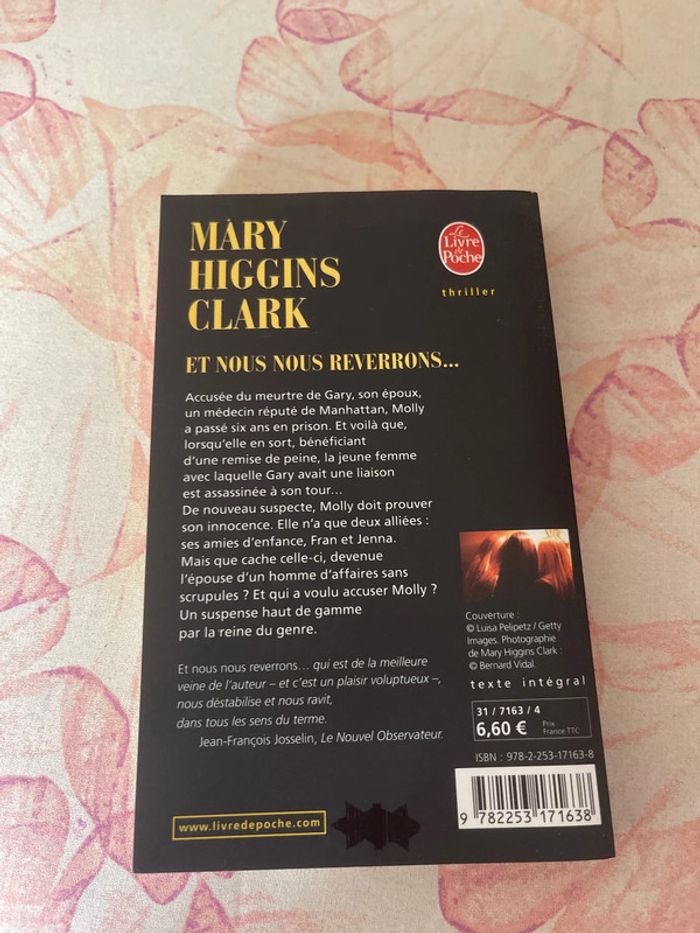 MARY
HIGGINS
CLARK
Le
Livre
de
Poche
thriller
ET NOUS NOUS REVERRONS...
Accusée du meurtre de Gary, son époux,
un médecin réputé de Manhattan, Molly
a passé six ans en prison. Et voilà que,
lorsqu'elle en sort, bénéficiant
d'une remise de peine, la jeune femme
avec laquelle Gary avait une liaison
est assassinée à son tour...
De nouveau suspecte, Molly doit prouver
son innocence. Elle n'a que deux alliées :
ses amies d'enfance, Fran et Jenna.
Mais que cache celle-ci, devenue
l'épouse d'un homme d'affaires sans
scrupules ? Et qui a voulu accuser Molly ?
Un suspense haut de gamme
par la reine du genre.
Et nous nous reverrons... qui est de la meilleure
veine de l'auteur – et c'est un plaisir voluptueux –,
nous déstabilise et nous ravit,
dans tous les sens du terme.
Jean-François Josselin, Le Nouvel Observateur.
Couverture :
© Luisa Pelipetz / Getty
Images. Photographie
de Mary Higgins Clark :
© Bernard Vidal.
texte intégral
31 / 7163 / 4
6,60 € Prix
France TTC
ISBN : 978-2-253-17163-8
9 782253 171638
www.livredepoche.com